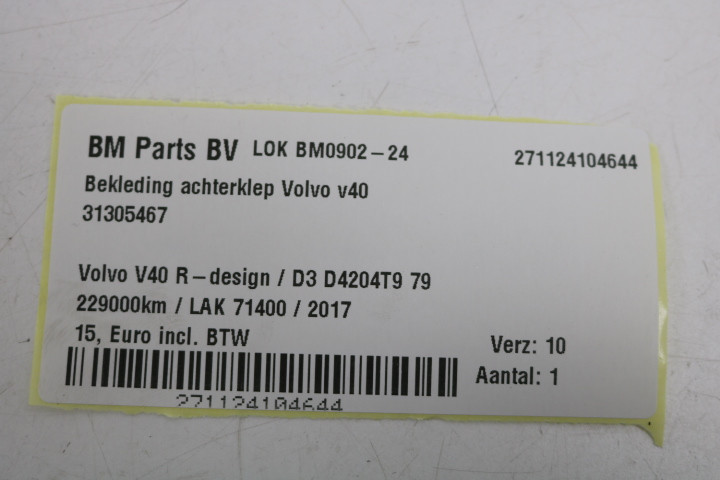 BM Parts BV LOK BM0902-24 271124104644
Bekleding achterklep Volvo v40
31305467
Volvo V40 R-design / D3 D4204T9 79
229000km / LAK 71400 / 2017
15, Euro incl. BTW
Verz: 10
Aantal: 1
271124104644